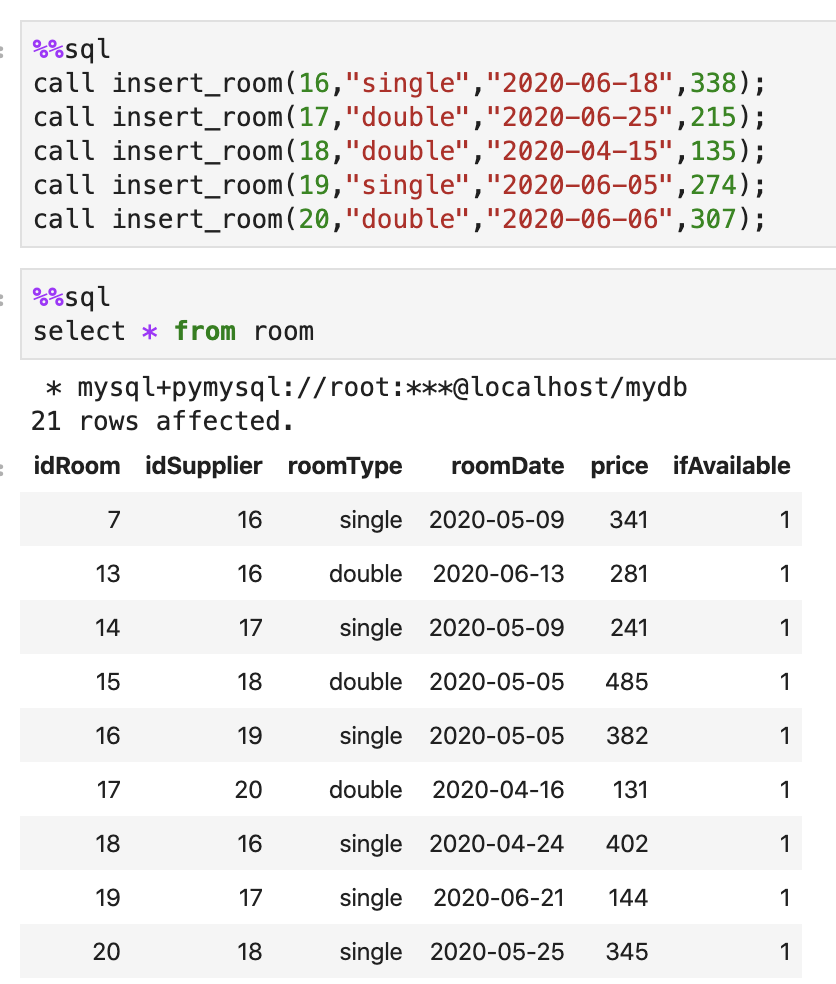 %%sql
call insert_room(16,"single","2020-06-18",338);
call insert_room(17,"double","2020-06-25",215);
call insert_room(18,"double","2020-04-15",135);
call insert_room(19,"single","2020-06-05",274);
call insert_room(20,"double","2020-06-06",307);
%%sql
select * from room
* mysql+pymysql://root:***@localhost/mydb
21 rows affected.
idRoom idSupplier roomType roomDate price ifAvailable
7 16 single 2020-05-09 341 1
13 16 double 2020-06-13 281 1
14 17 single 2020-05-09 241 1
15 18 double 2020-05-05 485 1
16 19 single 2020-05-05 382 1
17 20 double 2020-04-16 131 1
18 16 single 2020-04-24 402 1
19 17 single 2020-06-21 144 1
20 18 single 2020-05-25 345 1